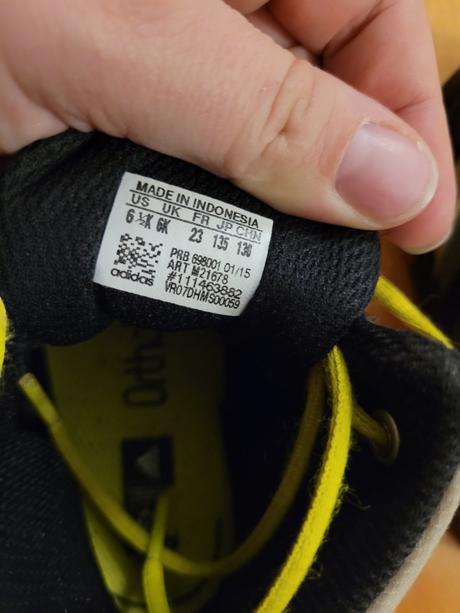 MADE IN INDONESIA
US UK FR JP CHN
6 ½K 6K 23 135 130
PRB 698001 01/15
ART M21678
#111463882
VR07DHMS00059
adidas
Ortho